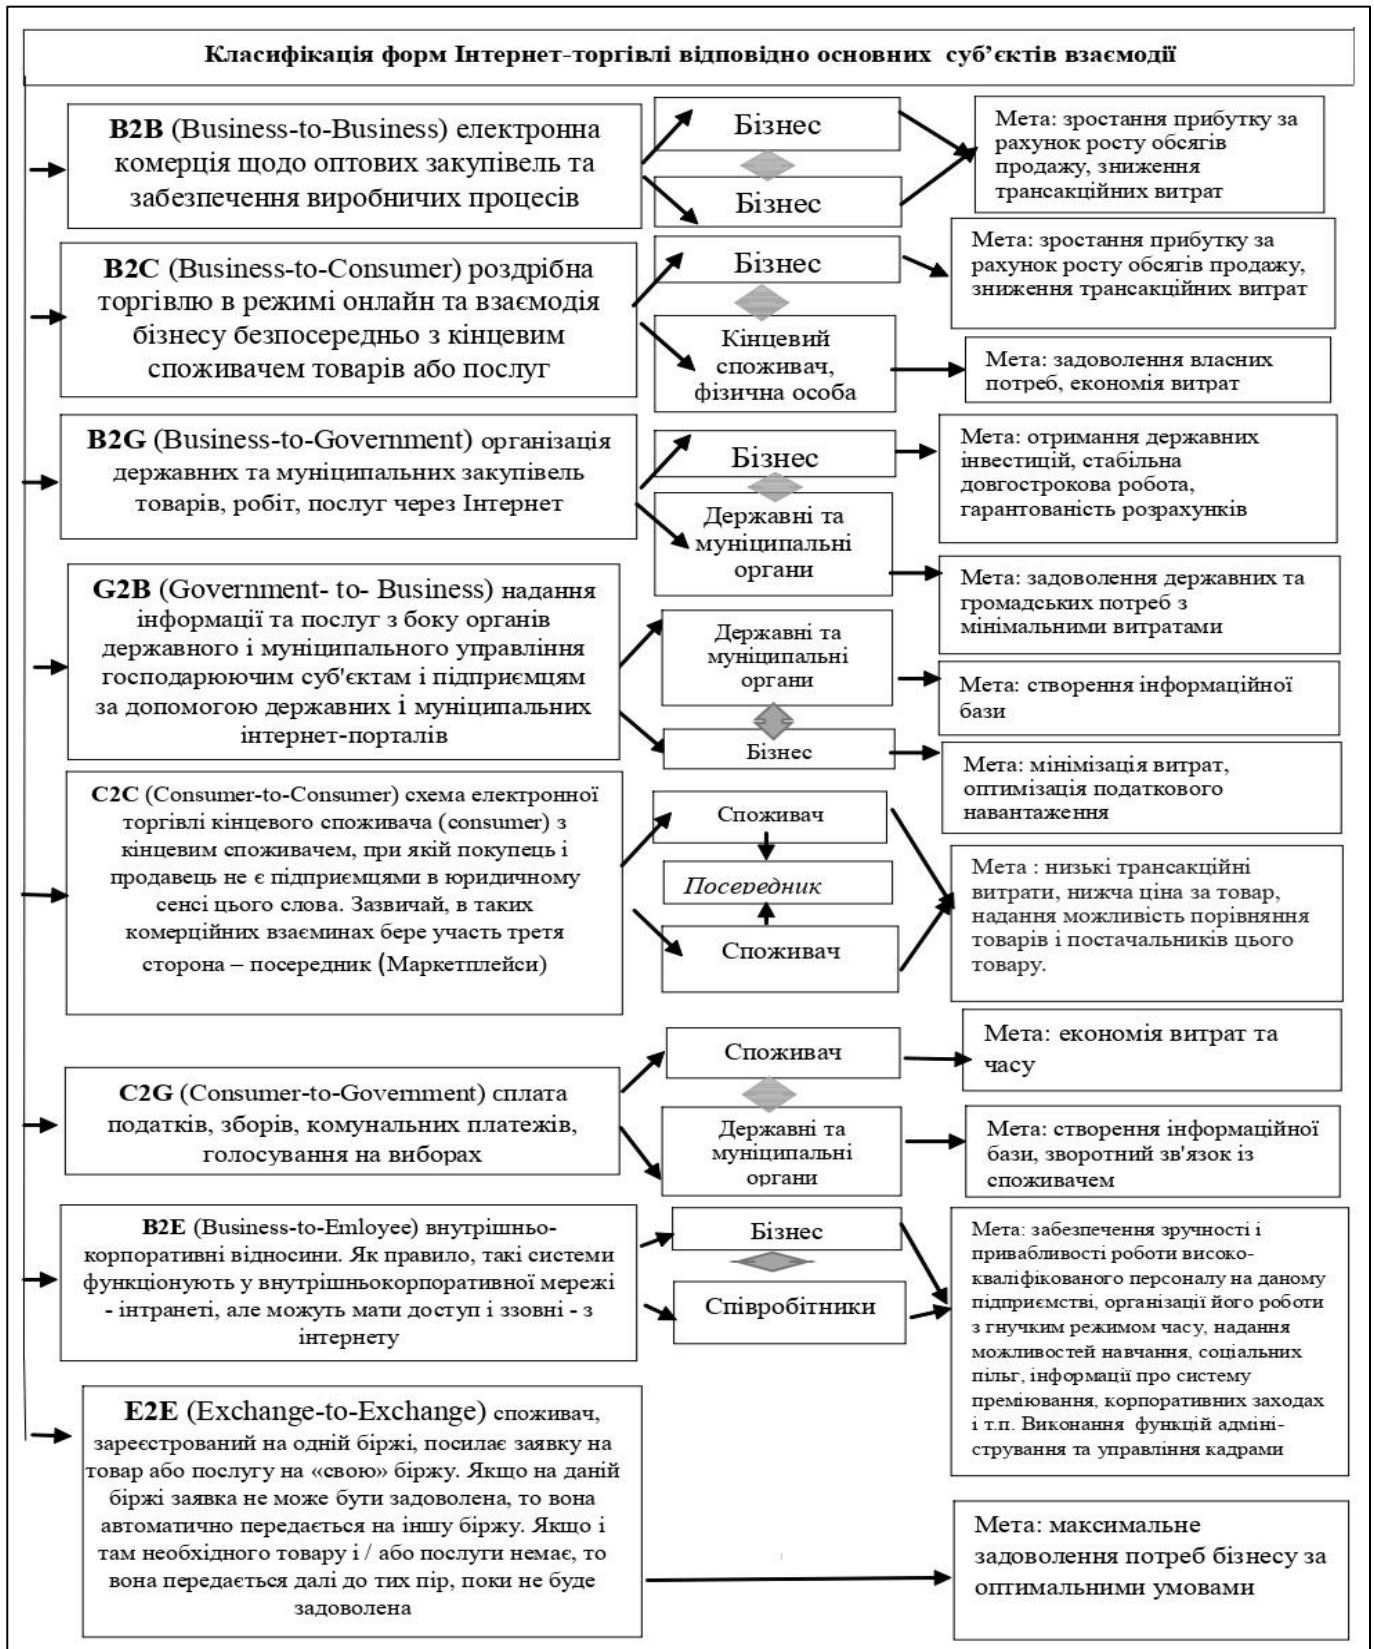 Класифікація форм Інтернет-торгівлі відповідно основних суб’єктів взаємодії
B2B (Business-to-Business) електронна
комерція щодо оптових закупівель та
забезпечення виробничих процесів
Бізнес
Бізнес
Мета: зростання прибутку за
рахунок росту обсягів
продажу, зниження
трансакційних витрат
B2C (Business-to-Consumer) роздрібна
торгівлю в режимі онлайн та взаємодія
бізнесу безпосередньо з кінцевим
споживачем товарів або послуг
Бізнес
Кінцевий
споживач,
фізична особа
Мета: зростання прибутку за
рахунок росту обсягів продажу,
зниження трансакційних витрат
Мета: задоволення власних
потреб, економія витрат
B2G (Business-to-Government) організація
державних та муніципальних закупівель
товарів, робіт, послуг через Інтернет
Бізнес
Державні та
муніципальні
органи
Мета: отримання державних
інвестицій, стабільна
довгострокова робота,
гарантованість розрахунків
Мета: задоволення державних та
громадських потреб з
мінімальними витратами
G2B (Government- to- Business) надання
інформації та послуг з боку органів
державного і муніципального управління
господарюючим суб'єктам і підприємцям
за допомогою державних і муніципальних
інтернет-порталів
Державні та
муніципальні
органи
Бізнес
Мета: створення інформаційної
бази
Мета: мінімізація витрат,
оптимізація податкового
навантаження
C2C (Consumer-to-Consumer) схема електронної
торгівлі кінцевого споживача (consumer) з
кінцевим споживачем, при якій покупець і
продавець не є підприємцями в юридичному
сенсі цього слова. Зазвичай, в таких
комерційних взаєминах бере участь третя
сторона – посередник (Маркетплейси)
Споживач
Посередник
Споживач
Мета : низькі трансакційні
витрати, нижча ціна за товар,
надання можливість порівняння
товарів і постачальників цього
товару.
C2G (Consumer-to-Government) сплата
податків, зборів, комунальних платежів,
голосування на виборах
Споживач
Державні та
муніципальні
органи
Мета: економія витрат та
часу
Мета: створення інформаційної
бази, зворотний зв'язок із
споживачем
B2E (Business-to-Emloyee) внутрішньо-
корпоративні відносини. Як правило, такі системи
функціонують у внутрішньокорпоративної мережі
- інтранеті, але можуть мати доступ і ззовні - з
інтернету
Бізнес
Співробітники
Мета: забезпечення зручності і
привабливості роботи високо-
кваліфікованого персоналу на даному
підприємстві, організації його роботи
з гнучким режимом часу, надання
можливостей навчання, соціальних
пільг, інформації про систему
преміювання, корпоративних заходах
і т.п. Виконання функцій адміні-
стрування та управління кадрами
E2E (Exchange-to-Exchange) споживач,
зареєстрований на одній біржі, посилає заявку на
товар або послугу на «свою» біржу. Якщо на даній
біржі заявка не може бути задоволена, то вона
автоматично передається на іншу біржу. Якщо і
там необхідного товару і / або послуги немає, то
вона передається далі до тих пір, поки не буде
задоволена
Мета: максимальне
задоволення потреб бізнесу за
оптимальними умовами